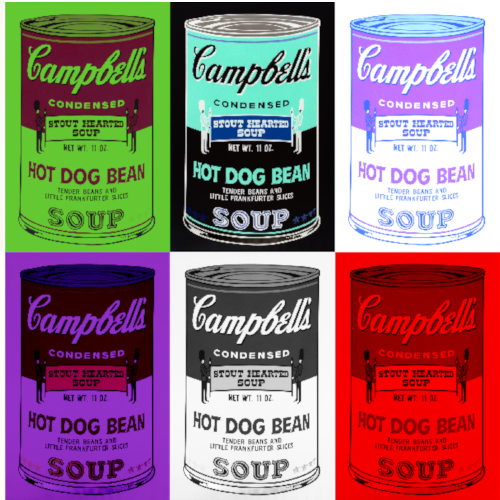 Campbell's
CONDENSED
STOUT HEARTED
SOUP
NET WT. 11 OZ.
HOT DOG BEAN
TENDER BEANS AND
LITTLE FRANKFURTER SLICES
SOUP
Campbell's
CONDENSED
STOUT HEARTED
SOUP
NET WT. 11 OZ.
HOT DOG BEAN
TENDER BEANS AND
LITTLE FRANKFURTER SLICES
SOUP
Campbell's
CONDENSED
STOUT HEARTED
SOUP
NET WT. 11 OZ.
HOT DOG BEAN
TENDER BEANS AND
LITTLE FRANKFURTER SLICES
SOUP
Campbell's
CONDENSED
STOUT HEARTED
SOUP
NET WT. 11 OZ.
HOT DOG BEAN
TENDER BEANS AND
LITTLE FRANKFURTER SLICES
SOUP
Campbell's
CONDENSED
STOUT HEARTED
SOUP
NET WT. 11 OZ.
HOT DOG BEAN
TENDER BEANS AND
LITTLE FRANKFURTER SLICES
SOUP
Campbell's
CONDENSED
STOUT HEARTED
SOUP
NET WT. 11 OZ.
HOT DOG BEAN
TENDER BEANS AND
LITTLE FRANKFURTER SLICES
SOUP